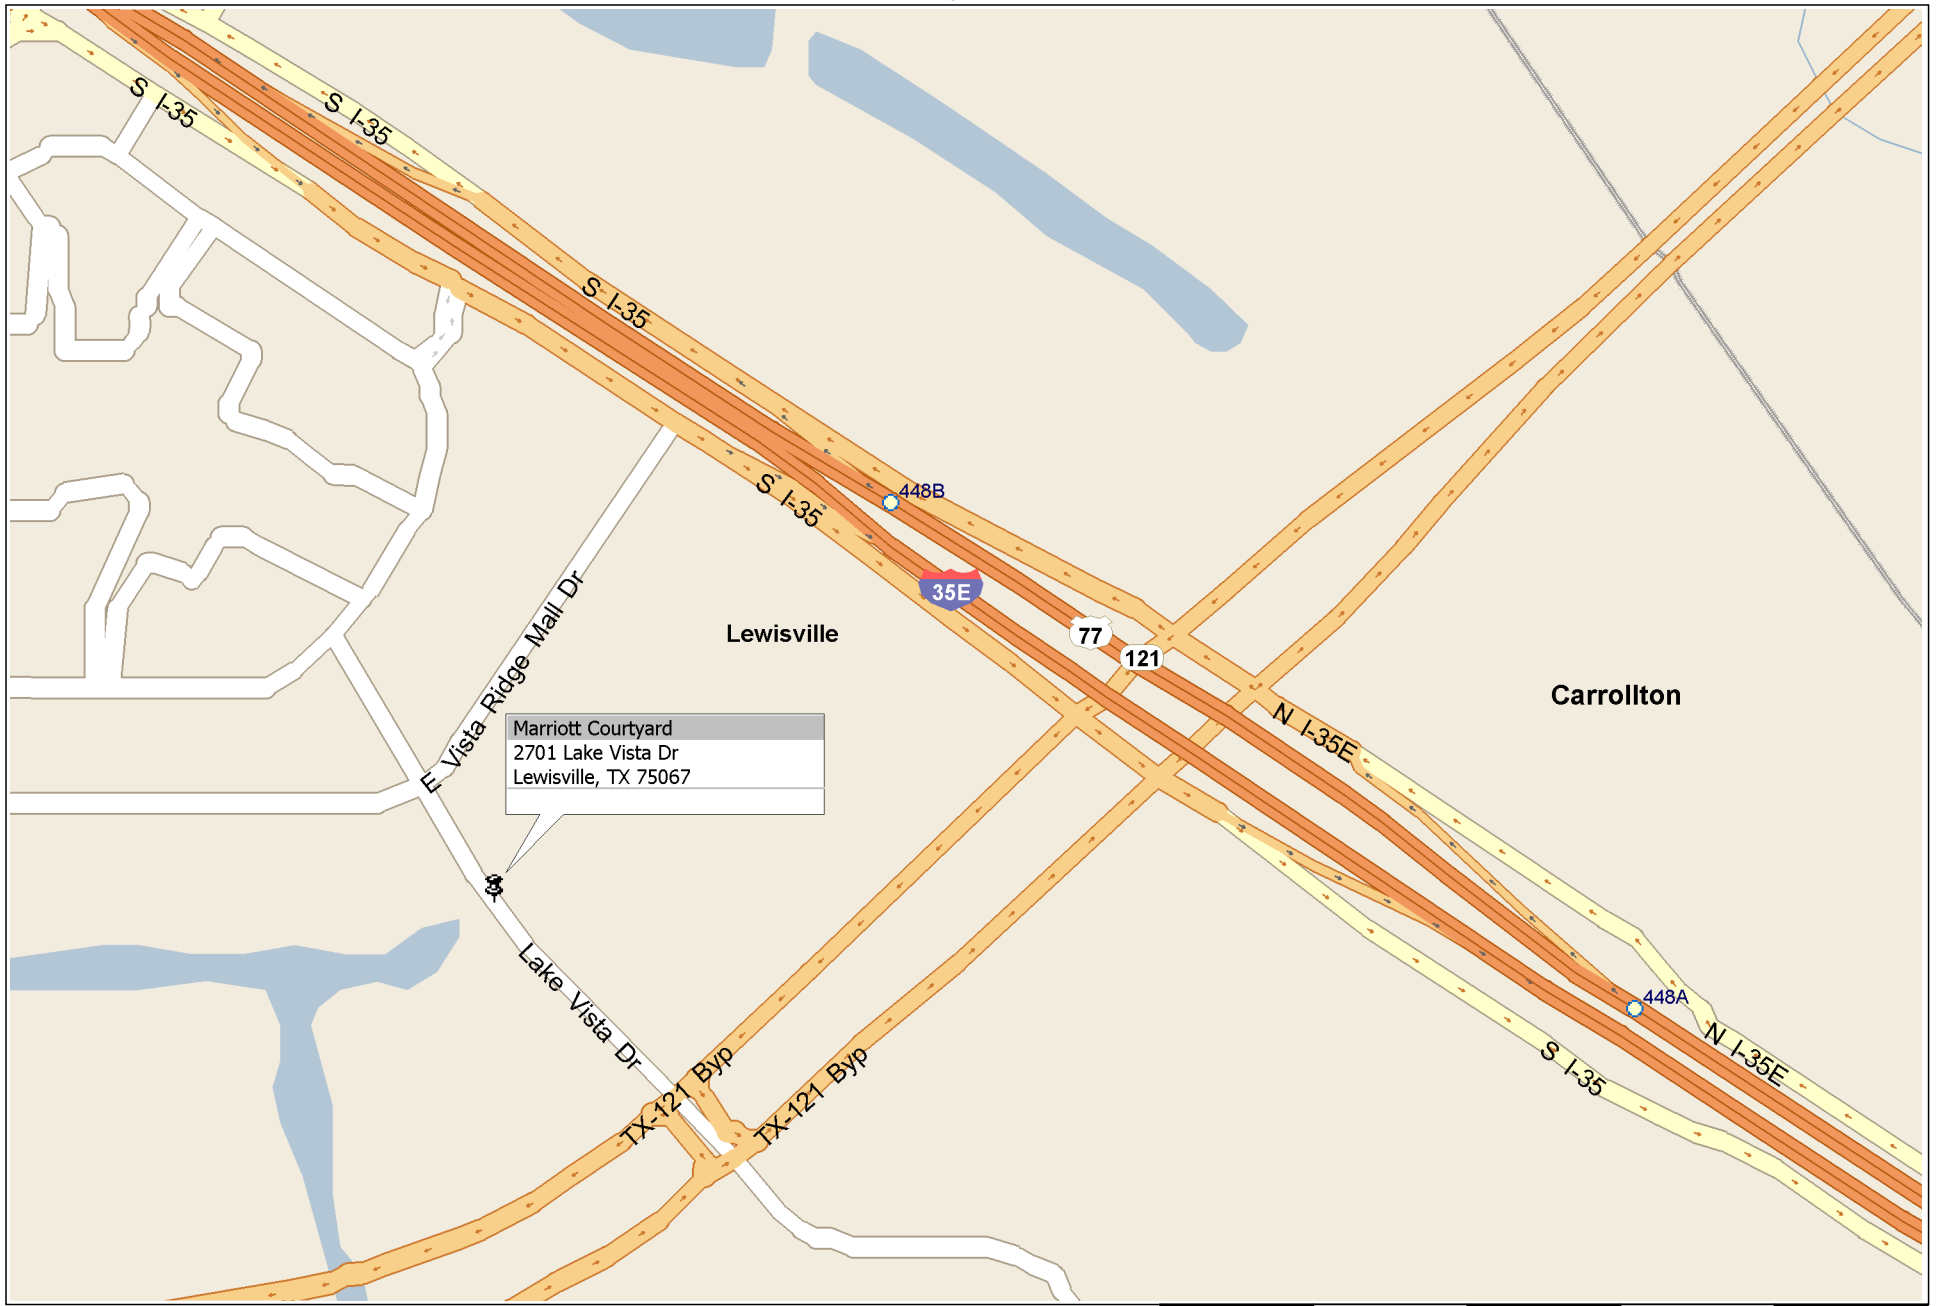 S I-35
S I-35
S I-35
S I-35
448B
35E
77
121
Lewisville
Carrollton
N I-35E
E Vista Ridge Mall Dr
Marriott Courtyard
2701 Lake Vista Dr
Lewisville, TX 75067
Lake Vista Dr
448A
N I-35E
S I-35
TX-121 Byp
TX-121 Byp